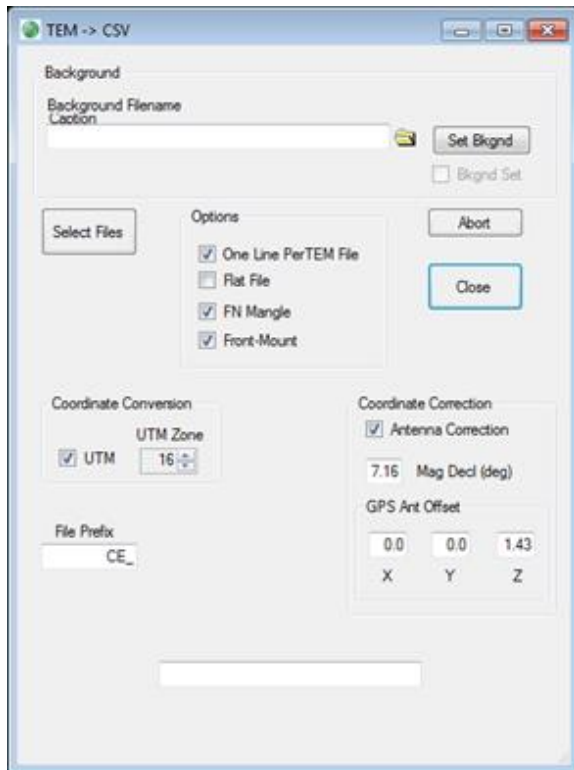 TEM -> CSV
Background
Background Filename
Caption
Set Bkgnd
Bkgnd Set
Select Files
Options
One Line PerTEM File
Flat File
FN Mangle
Front-Mount
Abort
Close
Coordinate Conversion
UTM Zone
UTM
16
Coordinate Correction
Antenna Correction
7.16 Mag Decl (deg)
GPS Ant Offset
0.0 0.0 1.43
X Y Z
File Prefix
CE_